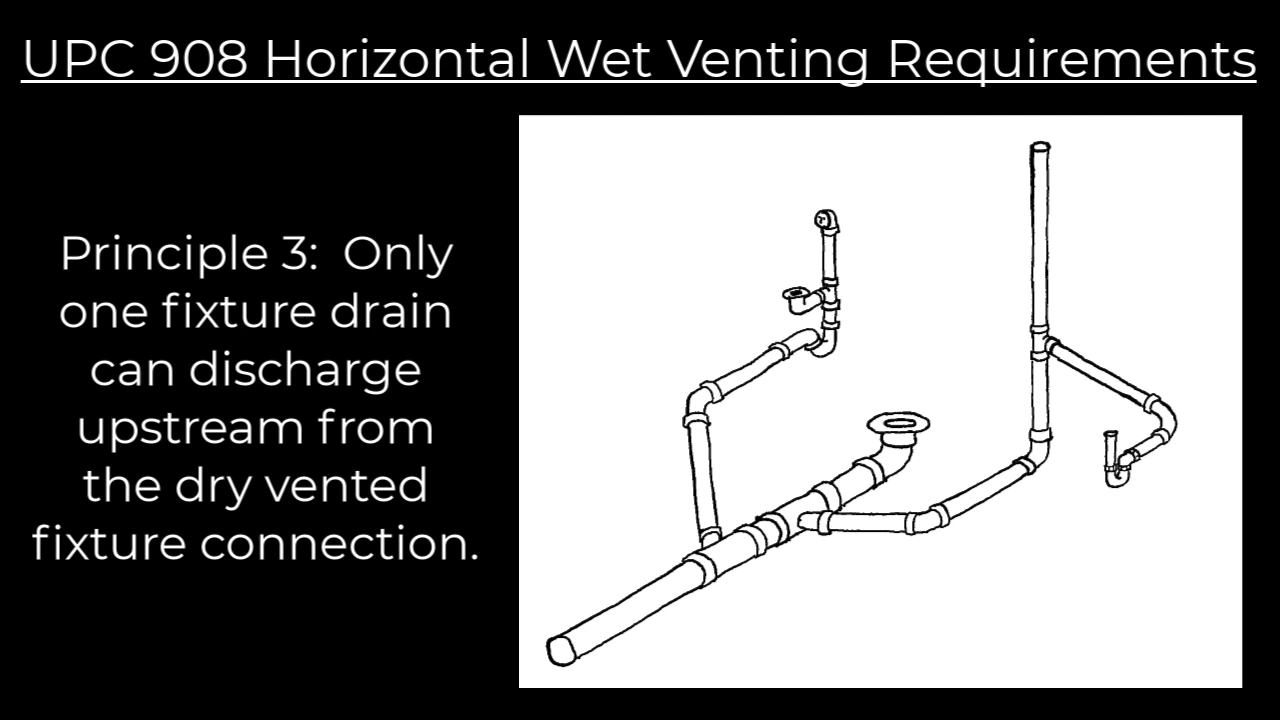 UPC 908 Horizontal Wet Venting Requirements
Principle 3: Only
one fixture drain
can discharge
upstream from
the dry vented
fixture connection.